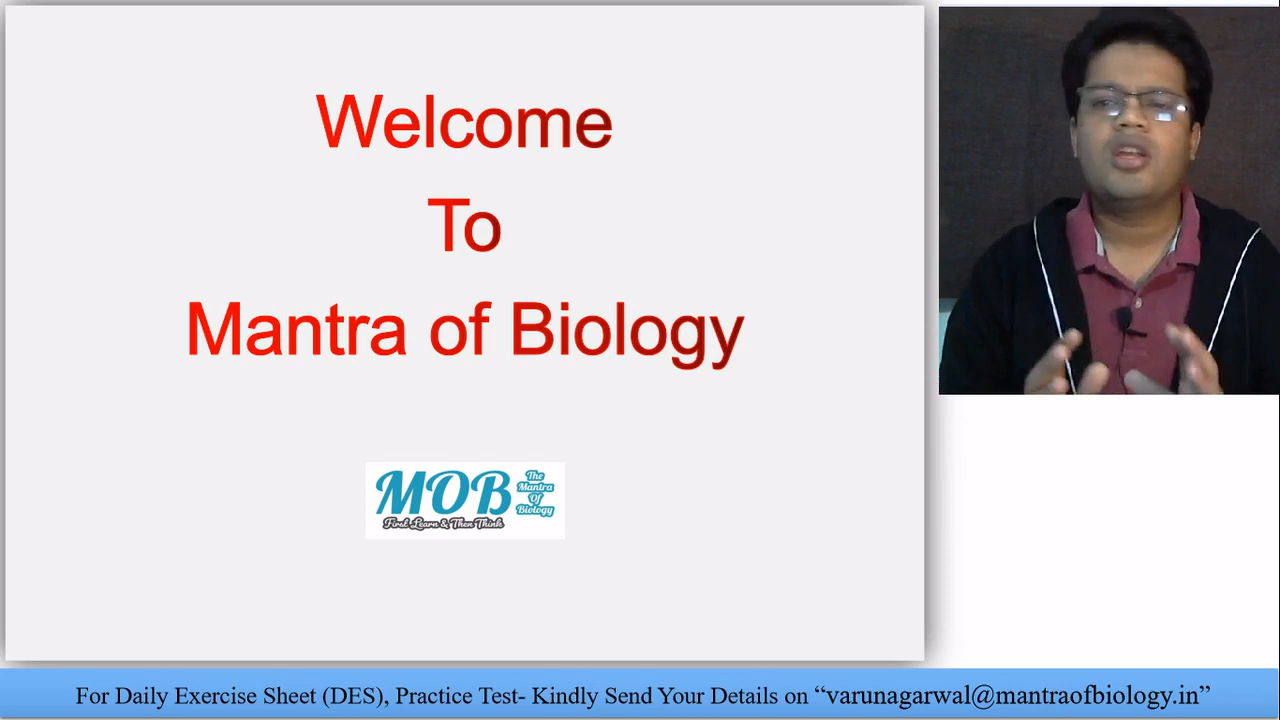 Welcome
To
Mantra of Biology
MOB
The
Mantra
Of
Biology
First Learn & Then Think
For Daily Exercise Sheet (DES), Practice Test- Kindly Send Your Details on “varunagarwal@mantraofbiology.in”